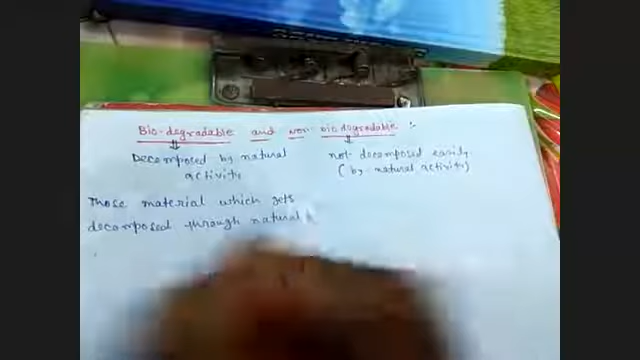 Bio-degradable and non-biodegradable :-
Decomposed by natural activity
not decomposed easily. (by natural activity)
Those material which gets
decomposed through natural